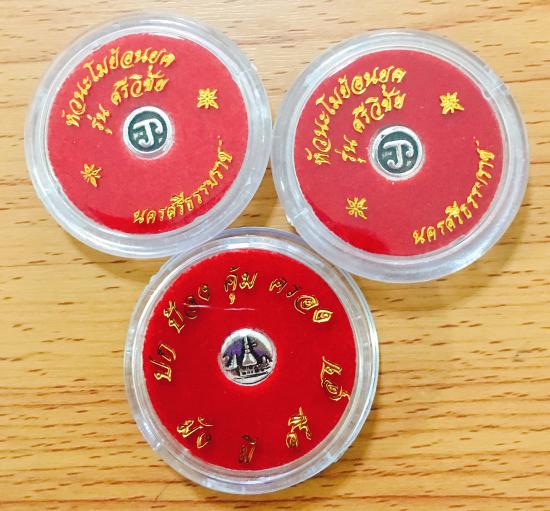 หัวนะโมย้อนยุค
รุ่น ศรีวิชัย
นครศรีธรรมราช
หัวนะโมย้อนยุค
รุ่น ศรีวิชัย
นครศรีธรรมราช
ปก ป้อง คุ้ม ครอง
มั่ง มี ศรี สุข